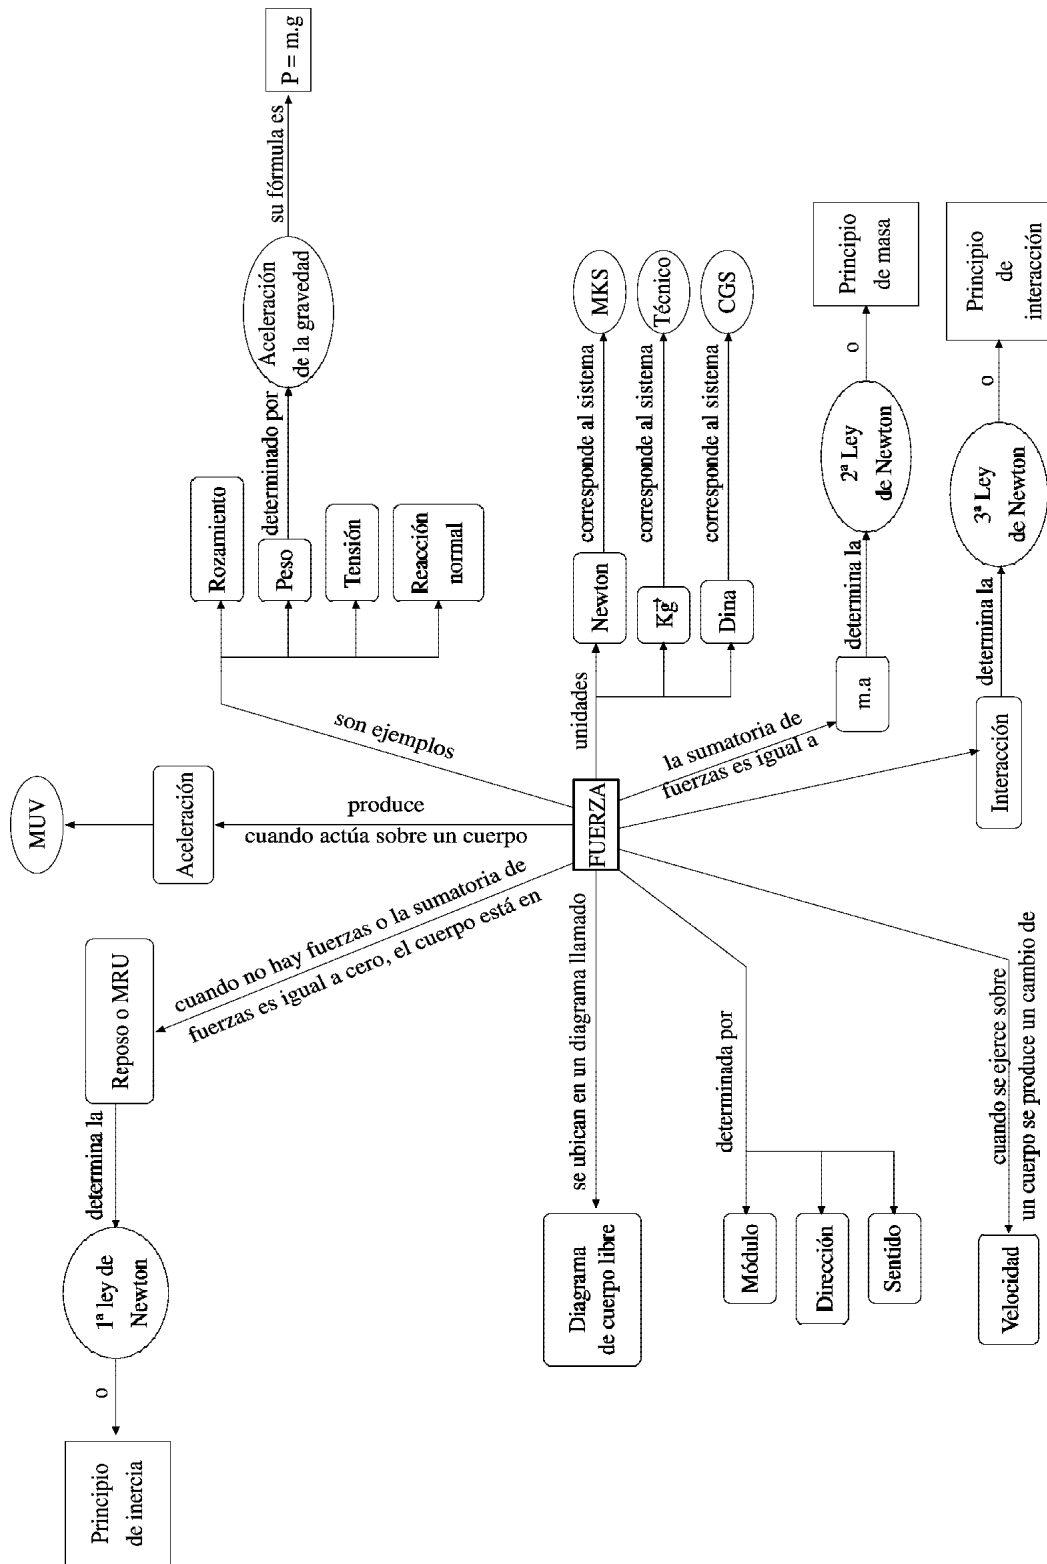 MUV
Aceleración
produce
cuando actúa sobre un cuerpo
Principio
de inercia
o
1ª ley de
Newton
determina la
Reposo o MRU
cuando no hay fuerzas o la sumatoria de
fuerzas es igual a cero, el cuerpo está en
son ejemplos
Rozamiento
Peso
determinado por
Aceleración
de la gravedad
su fórmula es
P = m.g
Tensión
Reacción
normal
FUERZA
unidades
Newton
corresponde al sistema
MKS
Kg⃗
corresponde al sistema
Técnico
Dina
corresponde al sistema
CGS
se ubican en un diagrama llamado
Diagrama
de cuerpo libre
la sumatoria de
fuerzas es igual a
m.a
determina la
2ª Ley
de Newton
o
Principio
de masa
determinada por
Módulo
Dirección
Sentido
Interacción
determina la
3ª Ley
de Newton
o
Principio
de
interacción
cuando se ejerce sobre
un cuerpo se produce un cambio de
Velocidad